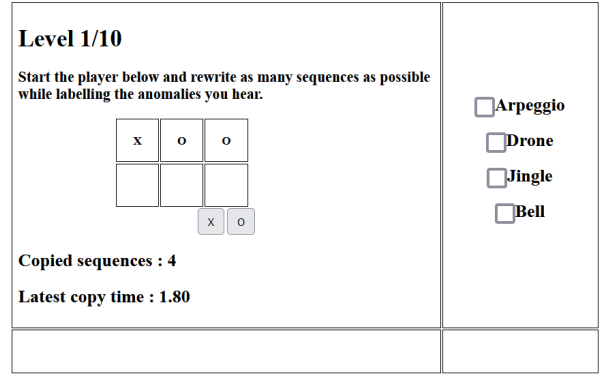 Level 1/10
Start the player below and rewrite as many sequences as possible
while labelling the anomalies you hear.
X O O
X O
Copied sequences : 4
Latest copy time : 1.80
Arpeggio
Drone
Jingle
Bell